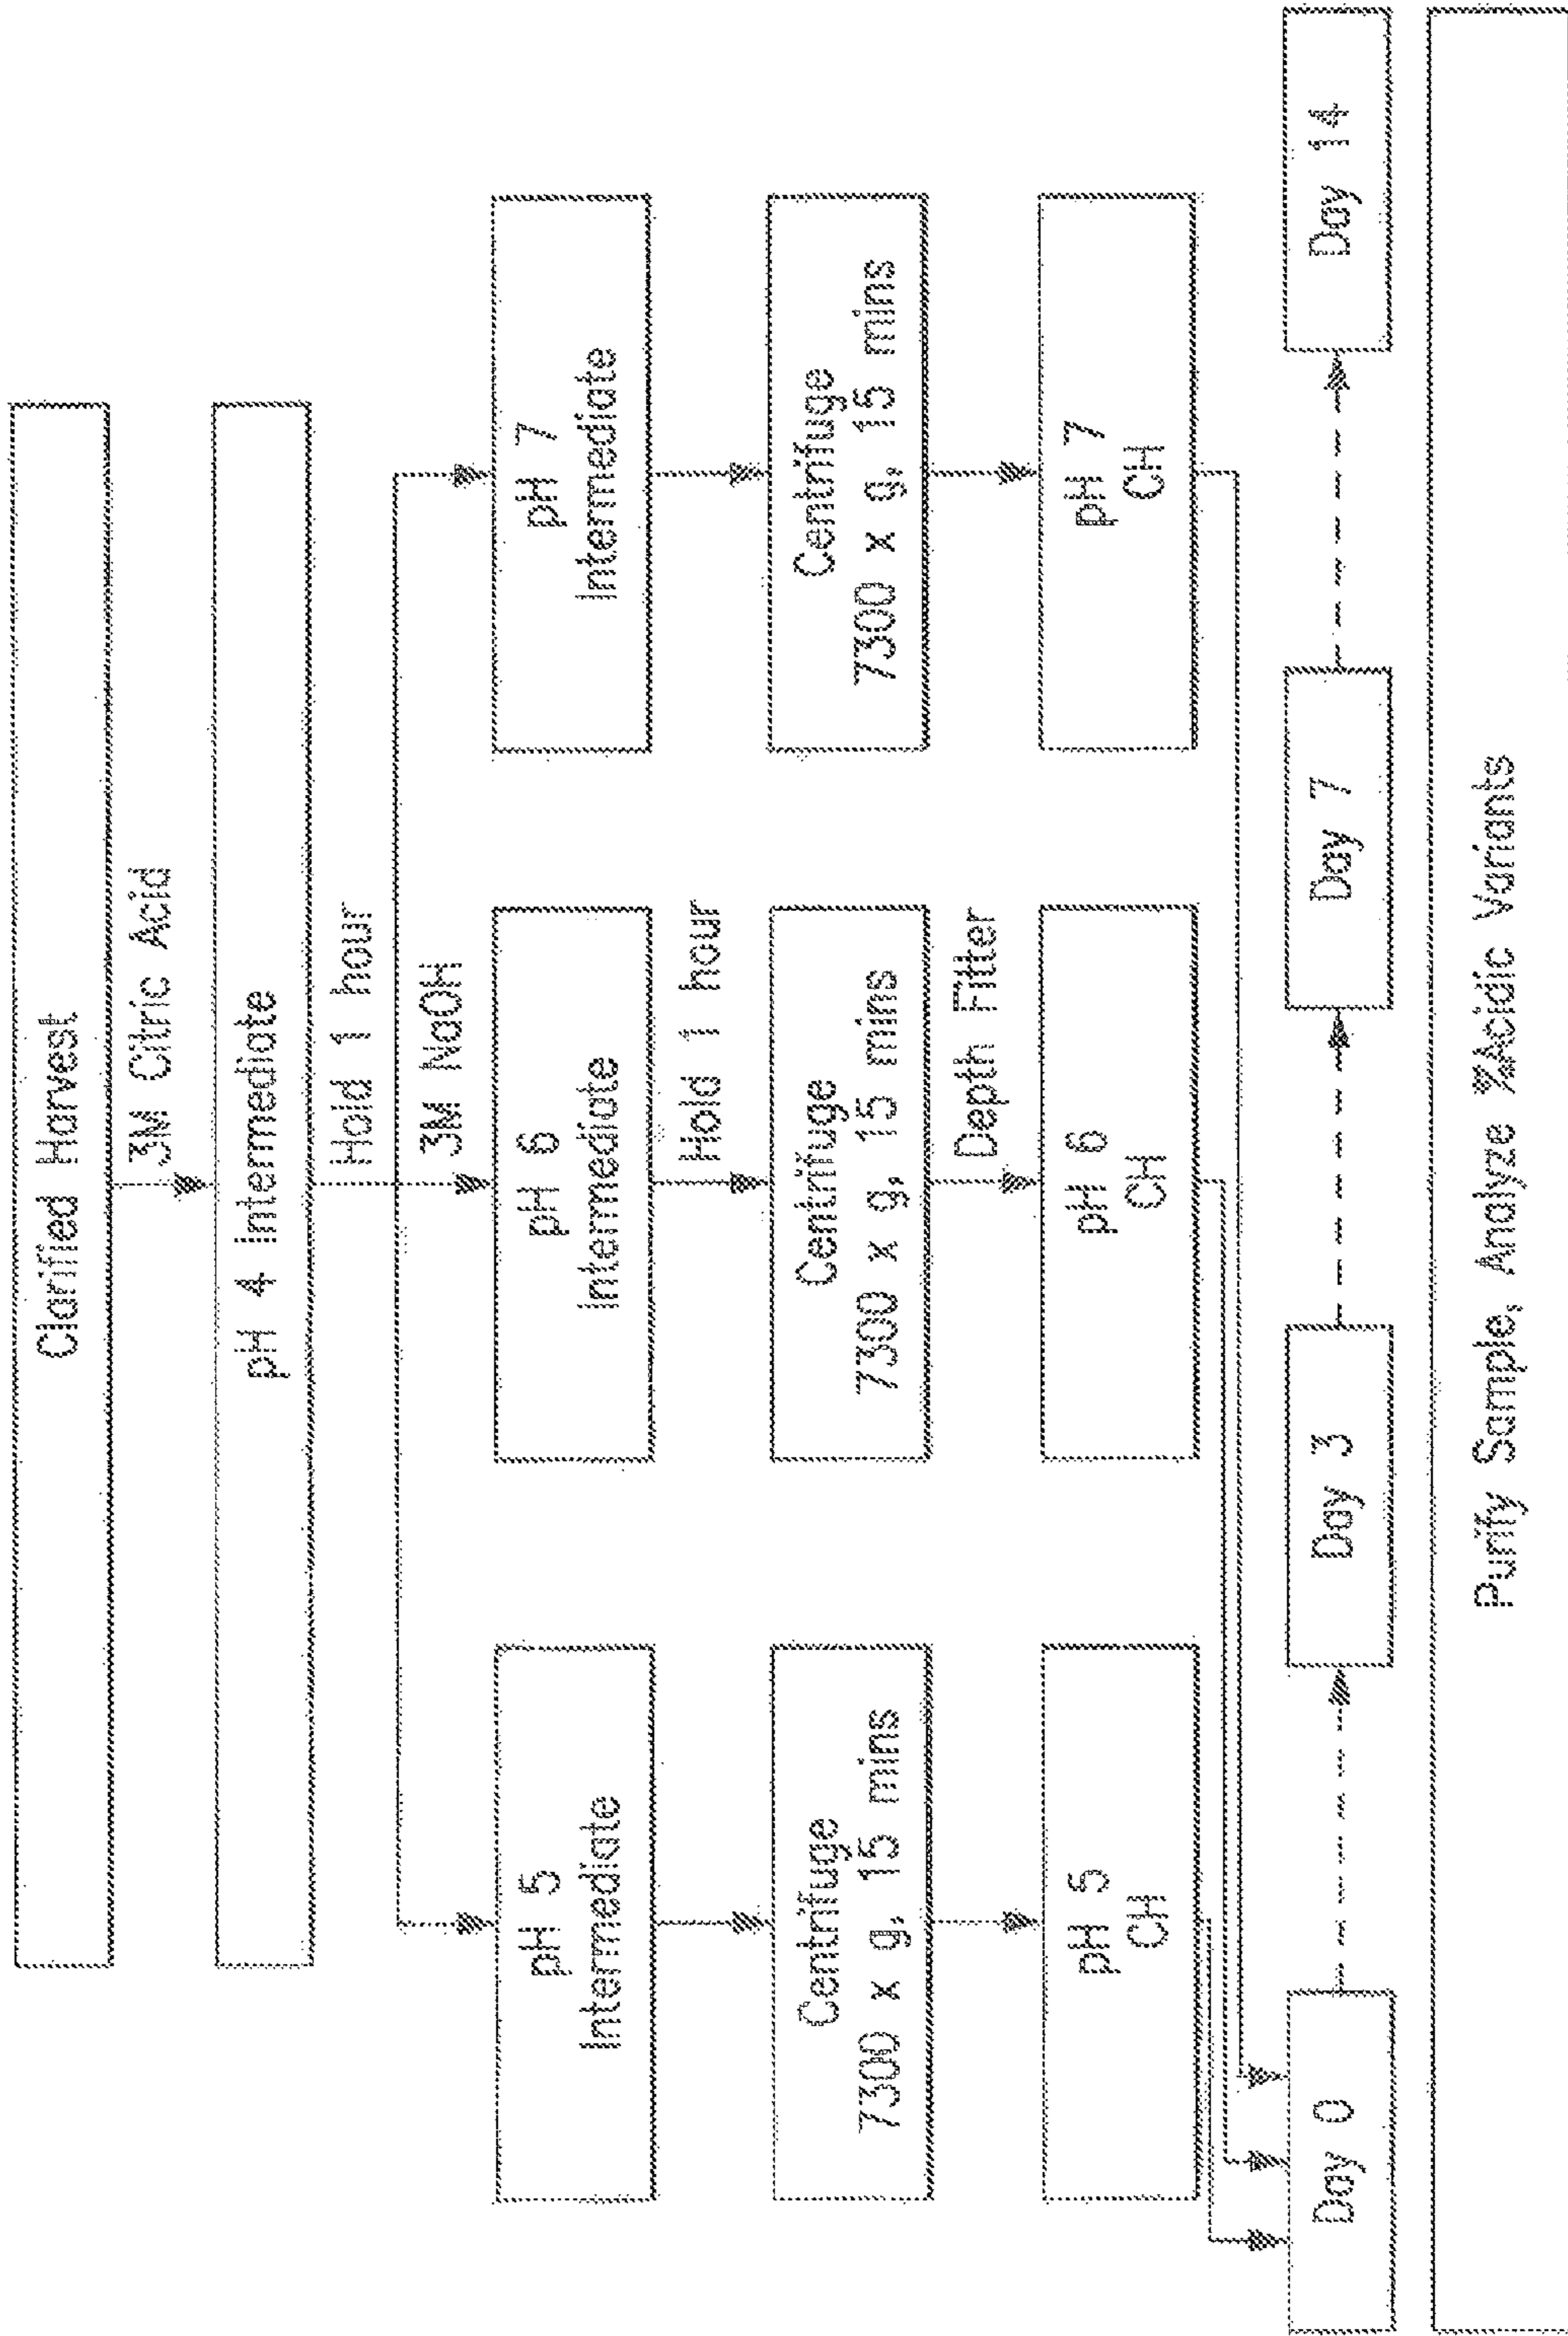 Clarified Harvest
3M Citric Acid
pH 4 Intermediate
Hold 1 hour
3M NaOH
pH 5
Intermediate
pH 6
Intermediate
pH 7
Intermediate
Hold 1 hour
Centrifuge
7300 x g, 15 mins
Centrifuge
7300 x g, 15 mins
Centrifuge
7300 x g, 15 mins
Depth Filter
pH 5
CH
pH 6
CH
pH 7
CH
Day 0
Day 3
Day 7
Day 14
Purify Sample, Analyze %Acidic Variants